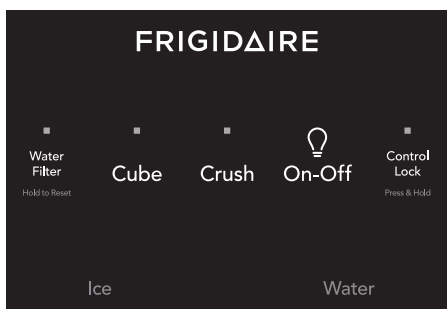 FRIGIDAIRE
Water
Filter
Hold to Reset
Cube
Crush
On-Off
Control
Lock
Press & Hold
Ice
Water